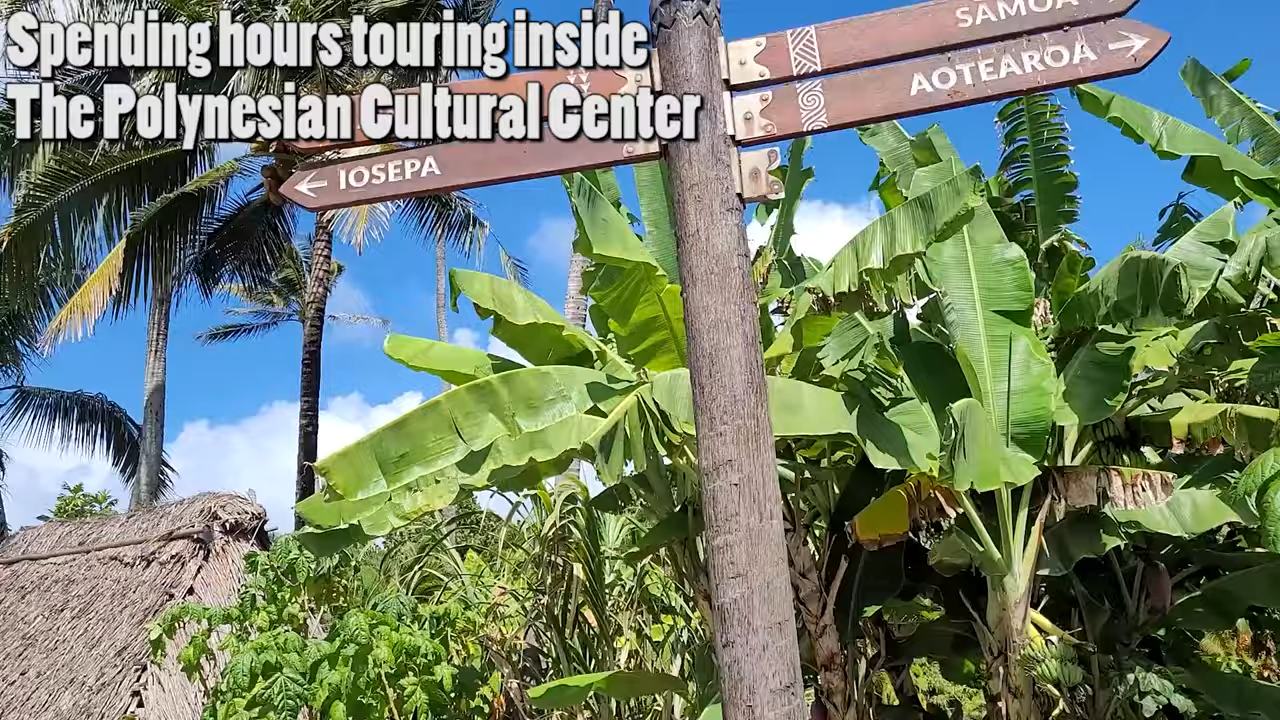 Spending hours touring inside
The Polynesian Cultural Center
SAMOA
AOTEAROA
IOSEPA